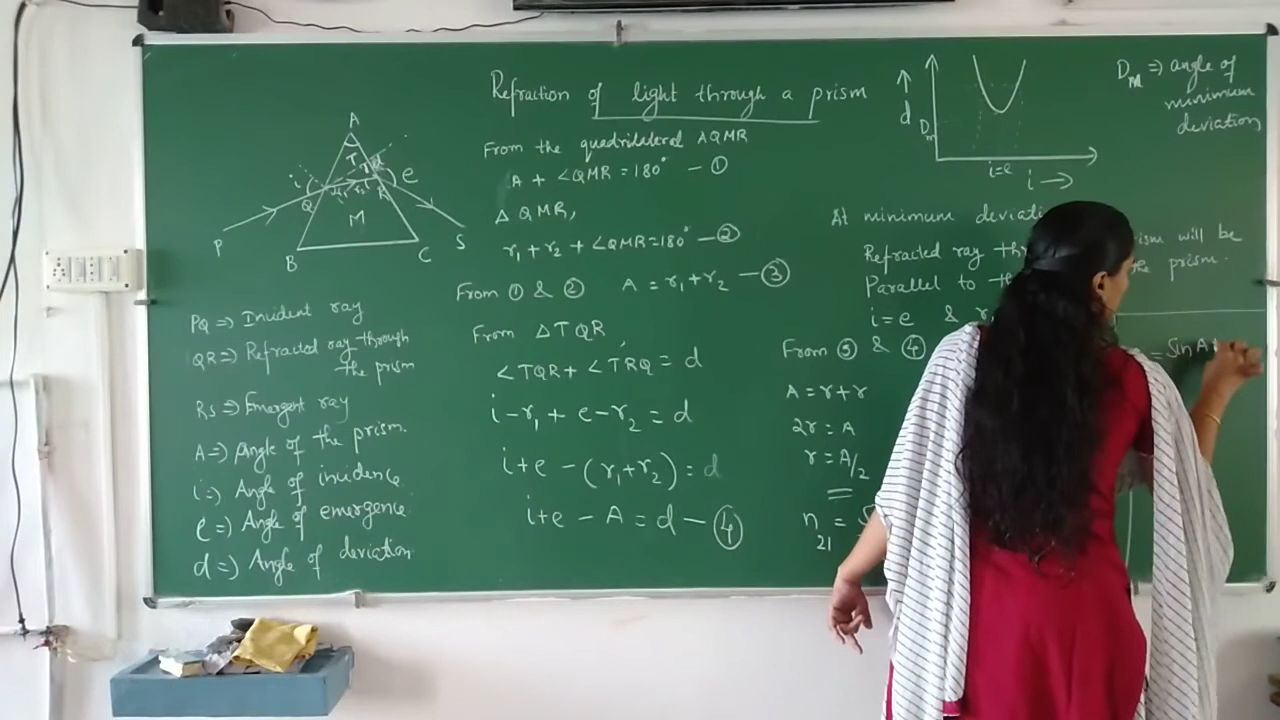 Refraction of light through a prism
A
T
i
e
Q
R
M
P
S
B
C
PQ => Incident ray
QR => Refracted ray through
the prism
RS => Emergent ray
A => Angle of the prism.
i => Angle of incidence
e => Angle of emergence
d => Angle of deviation
From the quadrilateral AQMR
A + ∠QMR = 180° - ①
Δ QMR,
r₁ + r₂ + ∠QMR = 180° - ②
From ① & ② A = r₁ + r₂ - ③
From ΔTQR,
∠TQR + ∠TRQ = d
i - r₁ + e - r₂ = d
i + e - (r₁ + r₂) = d
i + e - A = d - ④
d
Dm
i=e
i →
DM => angle of
minimum
deviation
At minimum
Refracted ray
prism will be
Parallel to
the prism.
i = e &
From ③ & ④
A = r + r
2r = A
r = A/2
n₂₁ =
= Sin A+